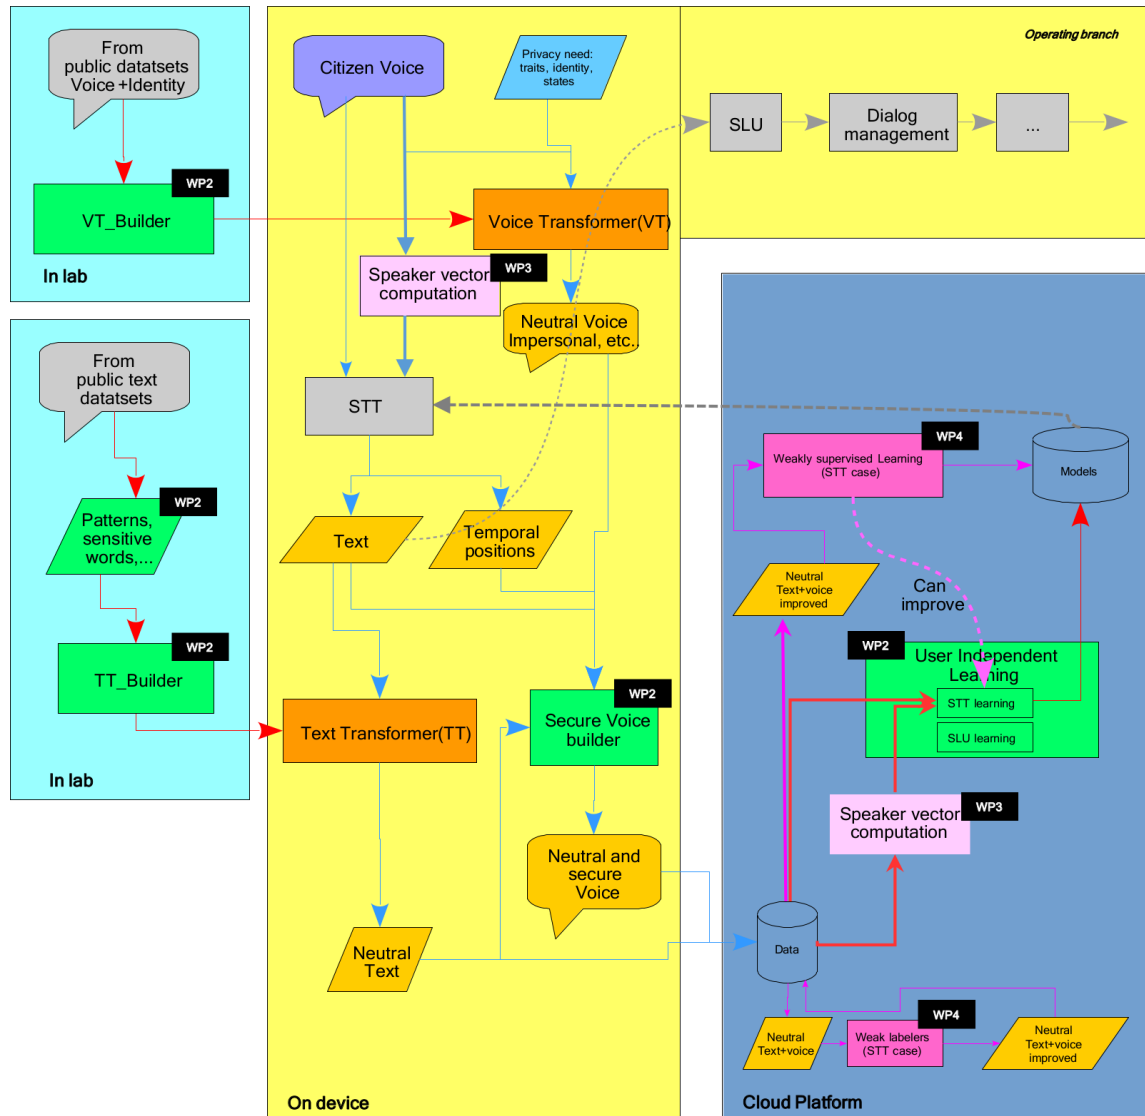 From
public datatsets
Voice +Identity
WP2
VT_Builder
In lab
From
public text
datatsets
WP2
Patterns,
sensitive
words,...
WP2
TT_Builder
In lab
Citizen Voice
Privacy need:
traits, identity,
states
Voice Transformer(VT)
WP3
Speaker vector
computation
Neutral Voice
Impersonal, etc..
STT
Text
Temporal
positions
WP2
Text Transformer(TT)
Secure Voice
builder
Neutral and
secure
Voice
Neutral
Text
On device
Operating branch
SLU
Dialog
management
...
WP4
Weakly supervised Learning
(STT case)
Models
Neutral
Text+voice
improved
Can
improve
WP2
User Independent
Learning
STT learning
SLU learning
WP3
Speaker vector
computation
Data
WP4
Neutral
Text+voice
Weak labelers
(STT case)
Neutral
Text+voice
improved
Cloud Platform